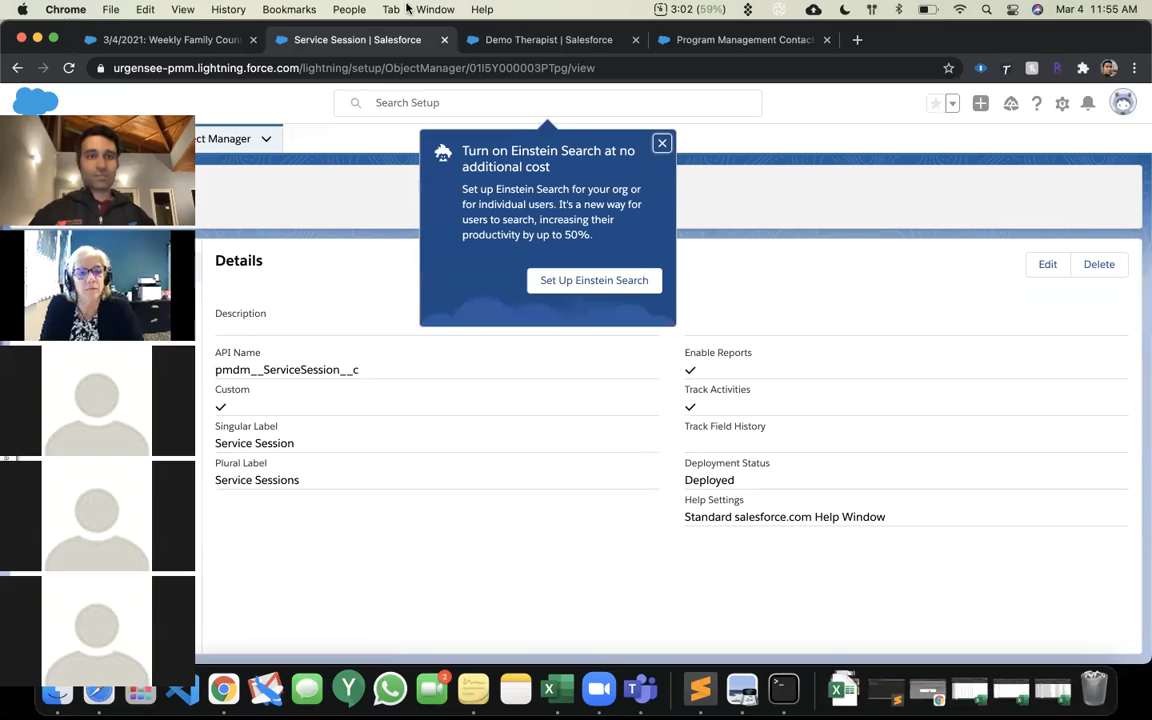 Chrome File Edit View History Bookmarks People Tab Window Help 3:02 (59%) Mar 4 11:55 AM
3/4/2021: Weekly Family Coun
Service Session | Salesforce
Demo Therapist | Salesforce
Program Management Contac
urgensee-pmm.lightning.force.com/lightning/setup/ObjectManager/01I5Y000003PTpg/view
Search Setup
ct Manager
Turn on Einstein Search at no
additional cost
Set up Einstein Search for your org or
for individual users. It's a new way for
users to search, increasing their
productivity by up to 50%.
Set Up Einstein Search
Details
Edit
Delete
Description
API Name
pmdm__ServiceSession__c
Custom
Singular Label
Service Session
Plural Label
Service Sessions
Enable Reports
Track Activities
Track Field History
Deployment Status
Deployed
Help Settings
Standard salesforce.com Help Window
2